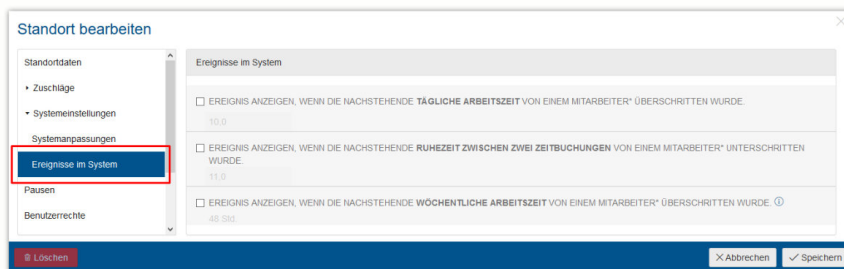 Standort bearbeiten
Standortdaten
Zuschläge
Systemeinstellungen
Systemanpassungen
Ereignisse im System
Pausen
Benutzerrechte
Ereignisse im System
EREIGNIS ANZEIGEN, WENN DIE NACHSTEHENDE TÄGLICHE ARBEITSZEIT VON EINEM MITARBEITER* ÜBERSCHRITTEN WURDE.
10,0
EREIGNIS ANZEIGEN, WENN DIE NACHSTEHENDE RUHEZEIT ZWISCHEN ZWEI ZEITBUCHUNGEN VON EINEM MITARBEITER* UNTERSCHRITTEN
WURDE.
11,0
EREIGNIS ANZEIGEN, WENN DIE NACHSTEHENDE WÖCHENTLICHE ARBEITSZEIT VON EINEM MITARBEITER* ÜBERSCHRITTEN WURDE.
48 Std.
Löschen
Abbrechen
Speichern